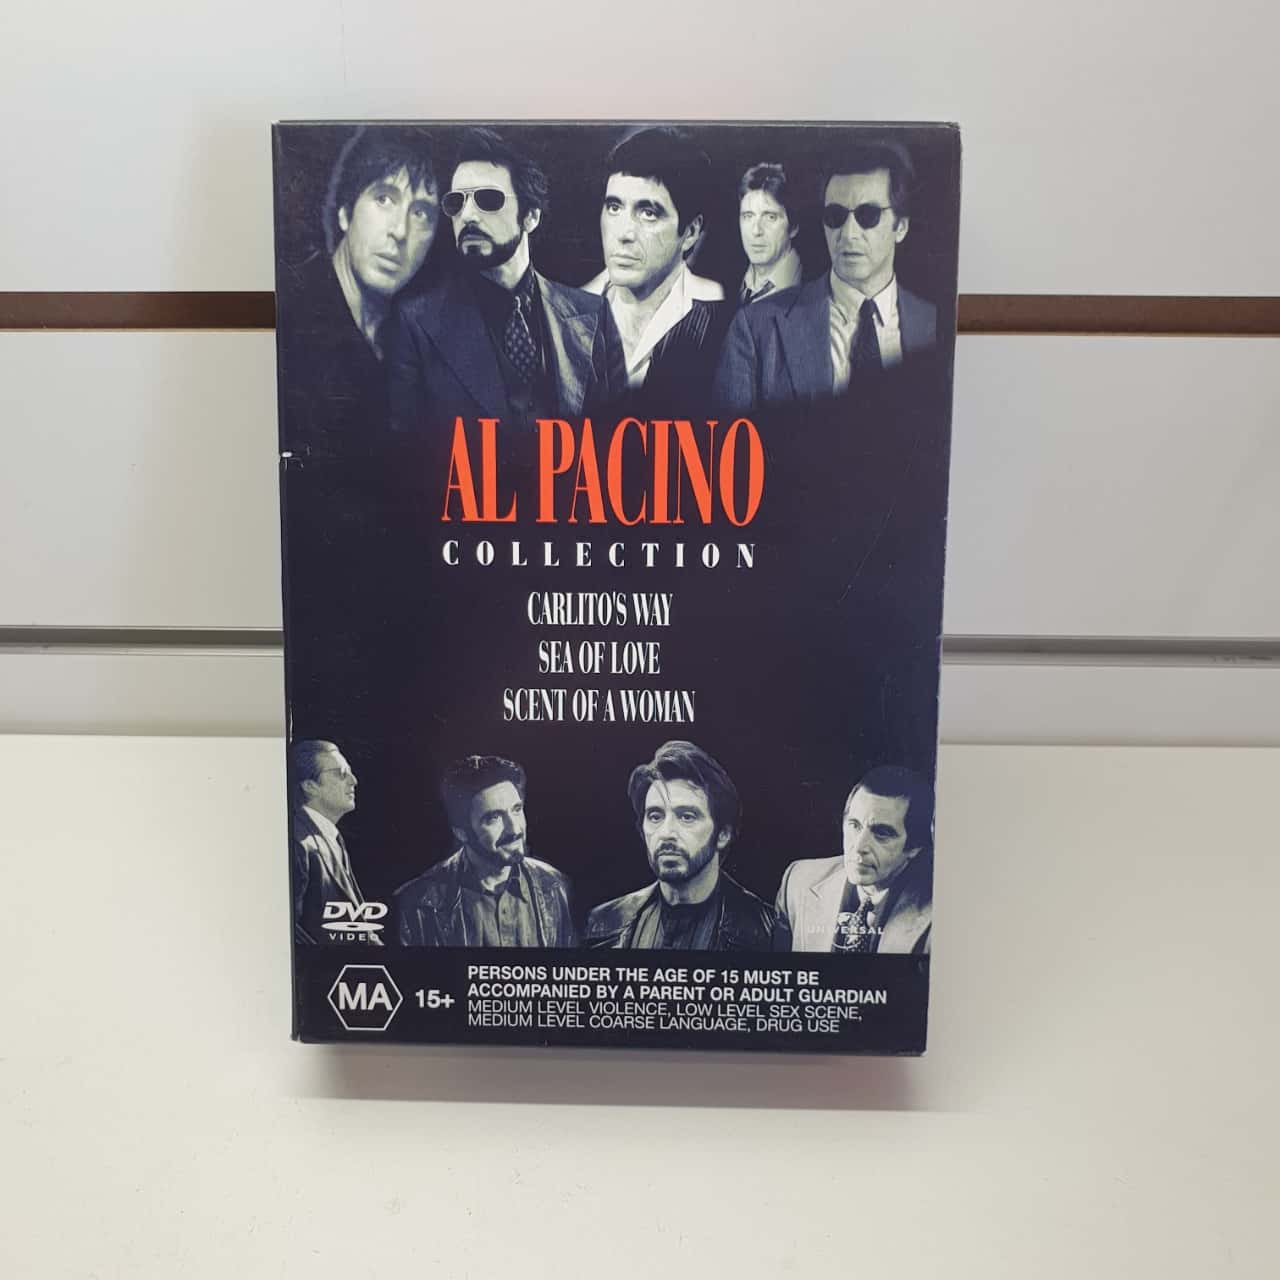 AL PACINO
COLLECTION
CARLITO'S WAY
SEA OF LOVE
SCENT OF A WOMAN
DVD
VIDEO
UNIVERSAL
MA 15+
PERSONS UNDER THE AGE OF 15 MUST BE
ACCOMPANIED BY A PARENT OR ADULT GUARDIAN
MEDIUM LEVEL VIOLENCE, LOW LEVEL SEX SCENE,
MEDIUM LEVEL COARSE LANGUAGE, DRUG USE